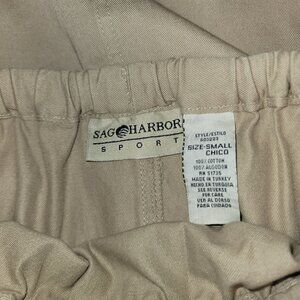 SAG HARBOR
SPORT
STYLE/ESTILO
SIZE-SMALL
CHICO
100% COTTON
100% ALGODON
RN 51735
MADE IN TURKEY
HECHO EN TURQUIA
SEE REVERSE
FOR CARE
VER AL DORSO
PARA CUIDADO